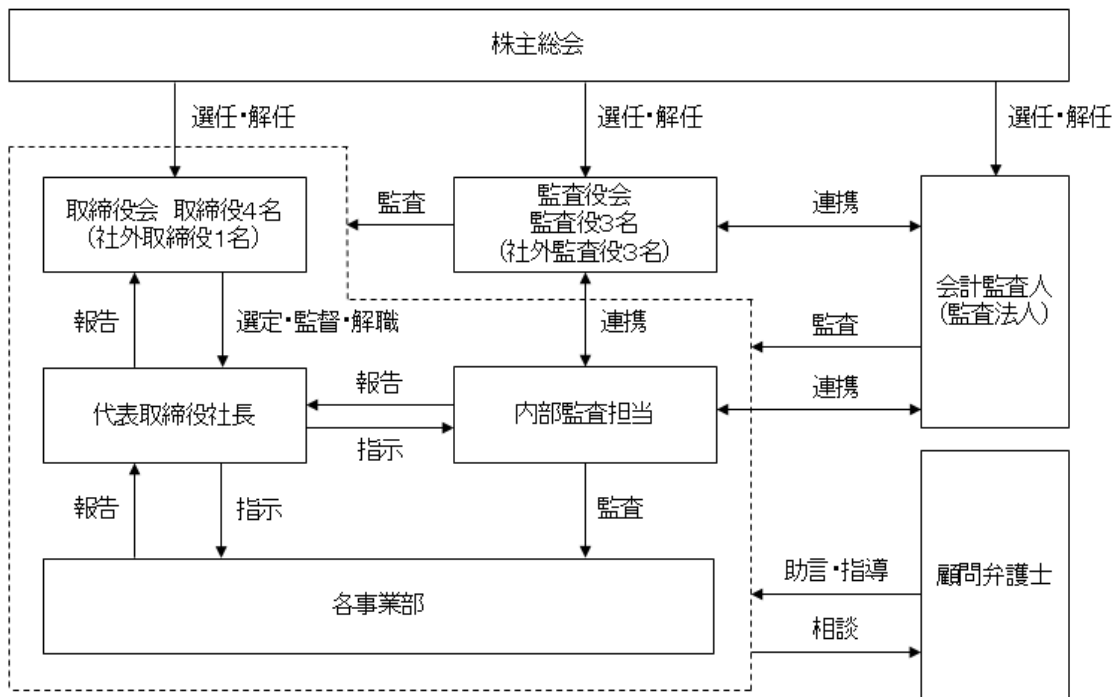 株主総会
選任・解任
選任・解任
選任・解任
取締役会 取締役4名
(社外取締役1名)
監査
監査役会
監査役3名
(社外監査役3名)
連携
会計監査人
(監査法人)
報告
選定・監督・解職
連携
監査
代表取締役社長
報告
指示
内部監査担当
連携
報告
指示
監査
各事業部
助言・指導
相談
顧問弁護士